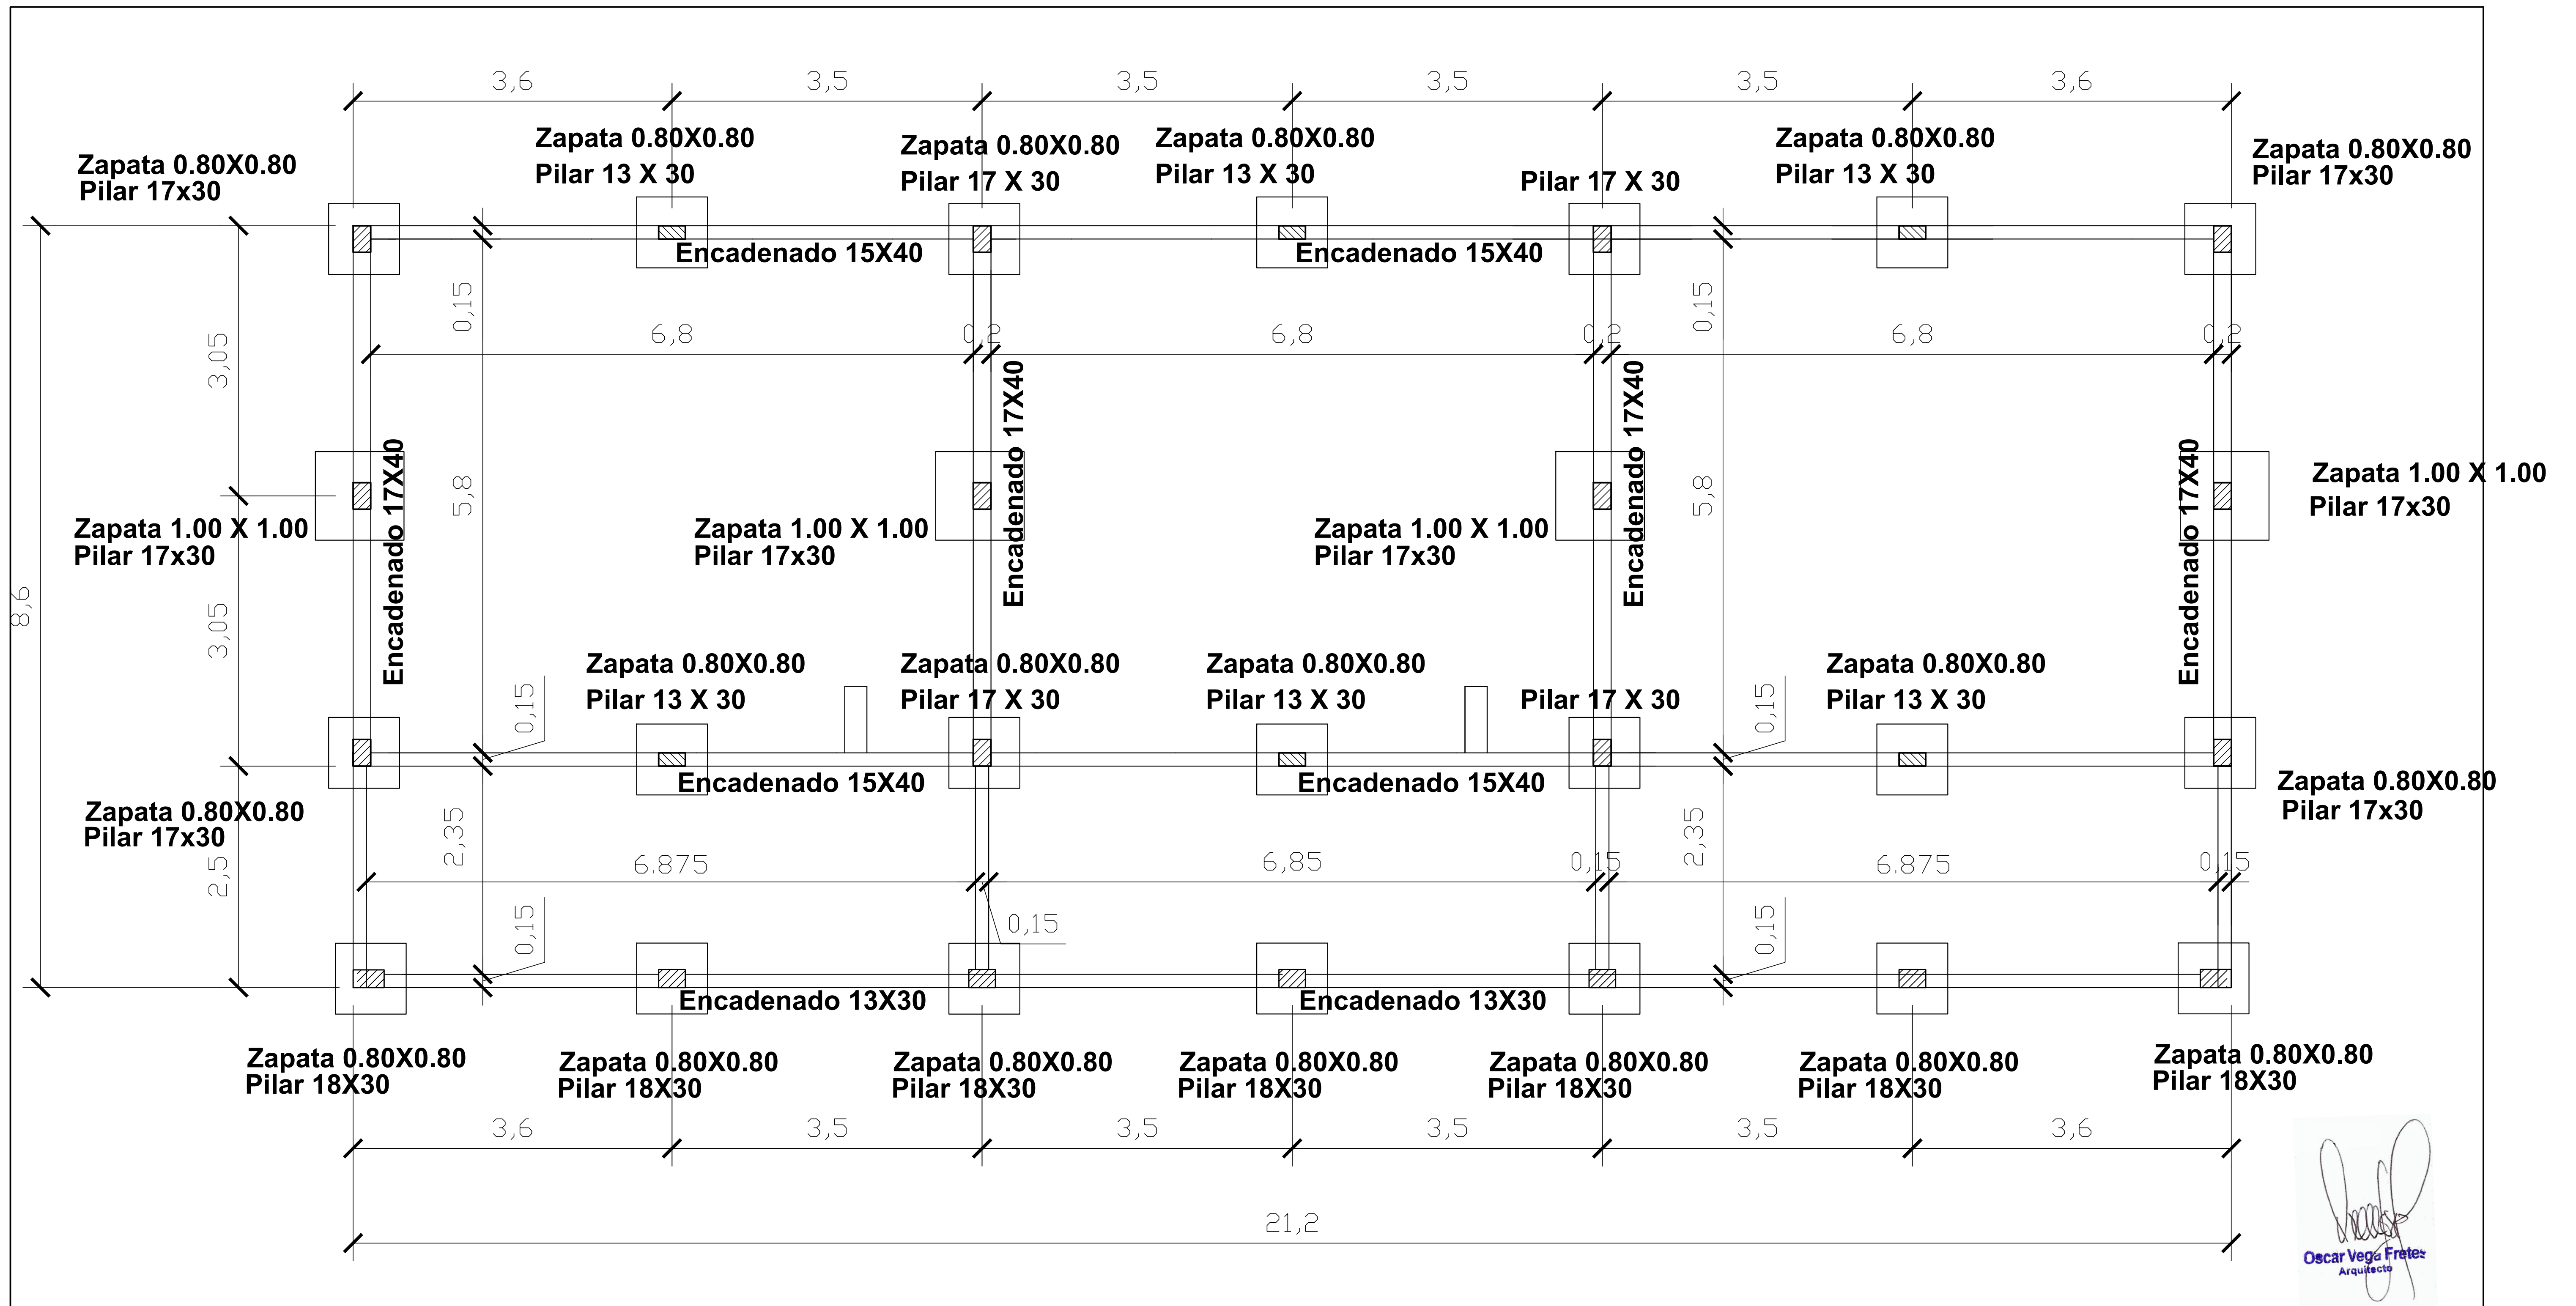 3,6
3,5
3,5
3,5
3,5
3,6
Zapata 0.80X0.80
Pilar 17x30
Zapata 0.80X0.80
Pilar 13 X 30
Zapata 0.80X0.80
Pilar 17 X 30
Zapata 0.80X0.80
Pilar 13 X 30
Pilar 17 X 30
Zapata 0.80X0.80
Pilar 13 X 30
Zapata 0.80X0.80
Pilar 17x30
Encadenado 15X40
Encadenado 15X40
0,15
0,15
6,8
0,2
6,8
0,2
6,8
0,2
3,05
5,8
5,8
Encadenado 17X40
Encadenado 17X40
Encadenado 17X40
Encadenado 17X40
Zapata 1.00 X 1.00
Pilar 17x30
Zapata 1.00 X 1.00
Pilar 17x30
Zapata 1.00 X 1.00
Pilar 17x30
Zapata 1.00 X 1.00
Pilar 17x30
8,6
3,05
0,15
0,15
Zapata 0.80X0.80
Pilar 13 X 30
Zapata 0.80X0.80
Pilar 17 X 30
Zapata 0.80X0.80
Pilar 13 X 30
Pilar 17 X 30
Zapata 0.80X0.80
Pilar 13 X 30
Encadenado 15X40
Encadenado 15X40
Zapata 0.80X0.80
Pilar 17x30
Zapata 0.80X0.80
Pilar 17x30
2,5
2,35
2,35
6.875
6,85
0,15
6.875
0,15
0,15
0,15
0,15
Encadenado 13X30
Encadenado 13X30
Zapata 0.80X0.80
Pilar 18X30
Zapata 0.80X0.80
Pilar 18X30
Zapata 0.80X0.80
Pilar 18X30
Zapata 0.80X0.80
Pilar 18X30
Zapata 0.80X0.80
Pilar 18X30
Zapata 0.80X0.80
Pilar 18X30
Zapata 0.80X0.80
Pilar 18X30
3,6
3,5
3,5
3,5
3,5
3,6
21,2
Oscar Vega Fretes
Arquitecto